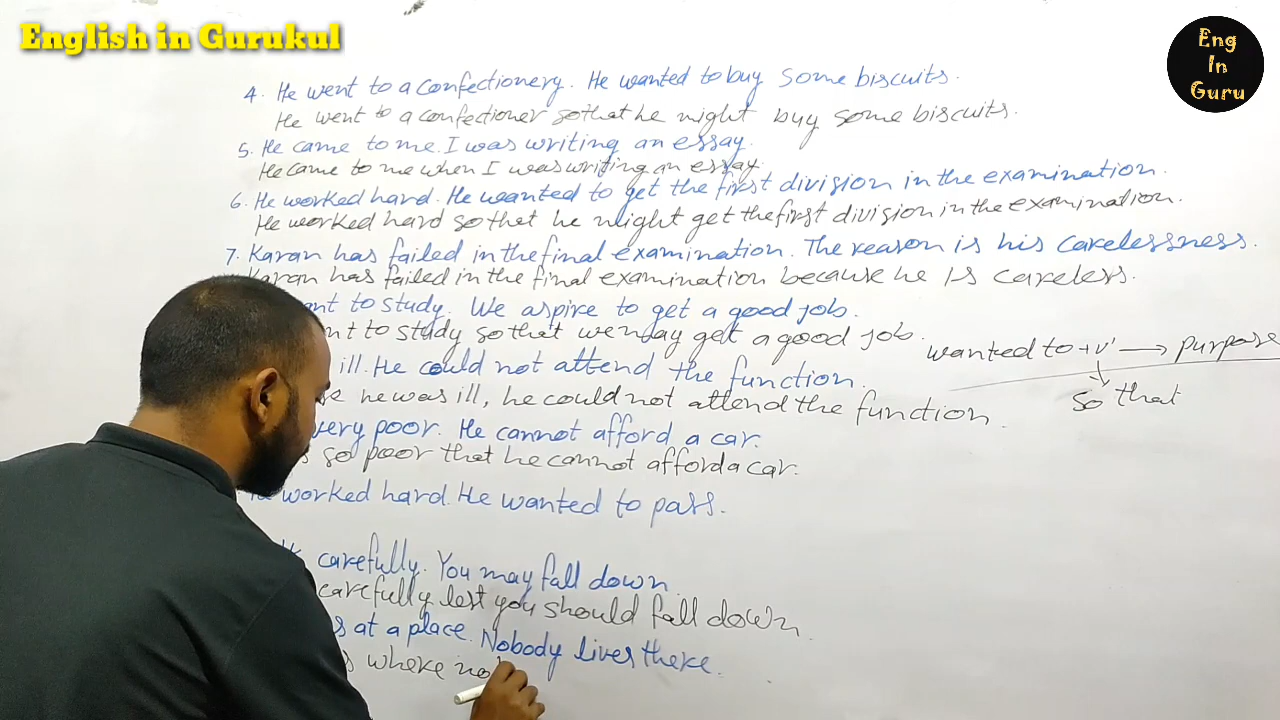 English in Gurukul
Eng
In
Guru
4. He went to a confectionery. He wanted to buy some biscuits.
He went to a confectioner so that he might buy some biscuits.
5. He came to me. I was writing an essay.
He came to me when I was writing an essay.
6. He worked hard. He wanted to get the first division in the examination.
He worked hard so that he might get the first division in the examination.
7. Karan has failed in the final examination. The reason is his carelessness.
Karan has failed in the final examination because he is careless.
to study. We aspire to get a good job.
to study so that we may get a good job.
wanted to + v' → purpose
so that
ill. He could not attend the function.
he was ill, he could not attend the function.
very poor. He cannot afford a car.
so poor that he cannot afford a car.
He worked hard. He wanted to pass.
carefully. You may fall down.
carefully lest you should fall down.
at a place. Nobody lives there.
where no